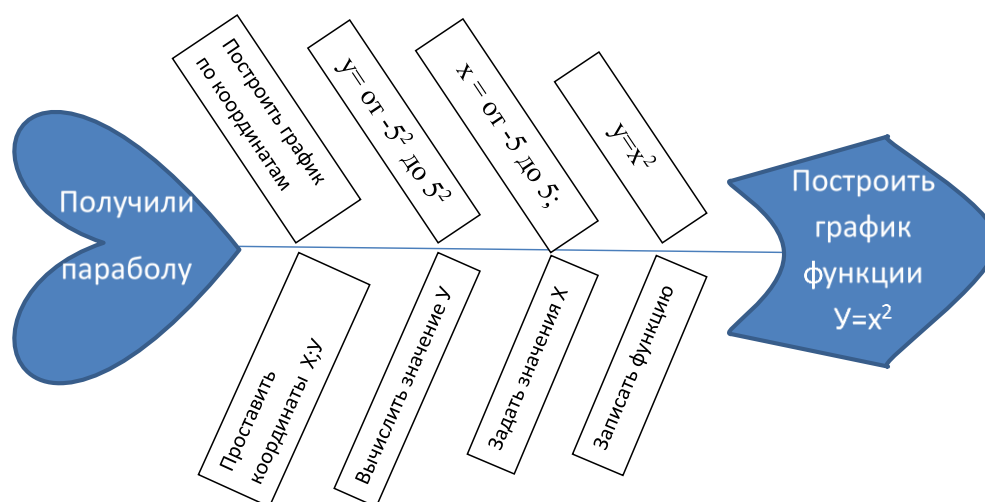 Построить график
по координатам
y= от -5² до 5²
x = от -5 до 5;
y=x²
Получили
параболу
Построить
график
функции
У=x²
Проставить
координаты Х;У
Вычислить значение У
Задать значения Х
Записать функцию